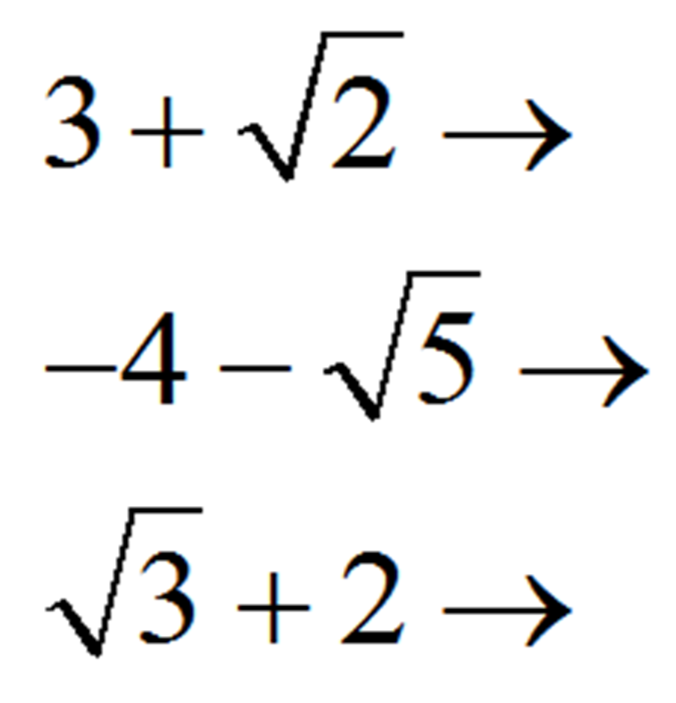 3 + √2 →
−4 − √5 →
√3 + 2 →